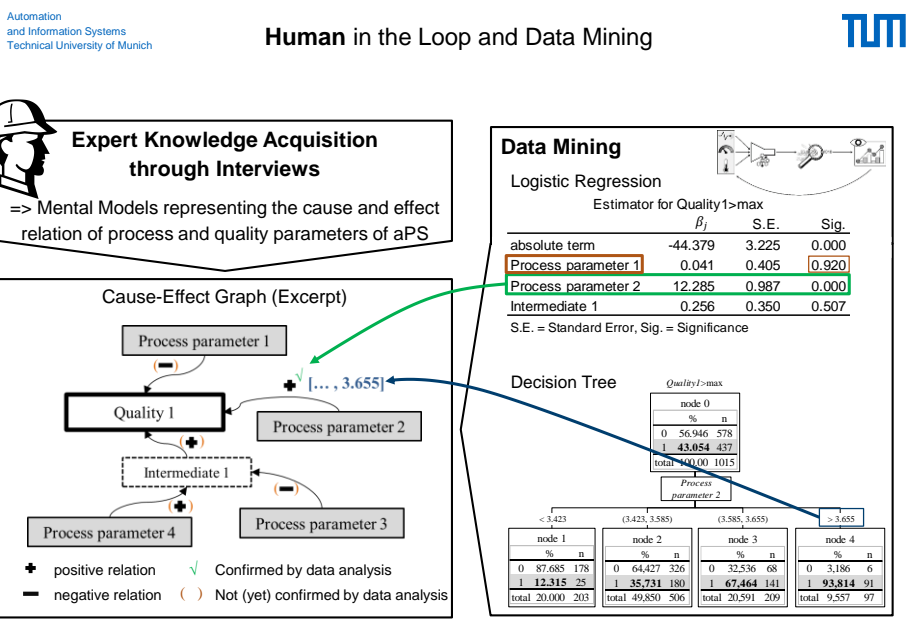 Automation
and Information Systems
Technical University of Munich
Human in the Loop and Data Mining
TUM
Expert Knowledge Acquisition
through Interviews
=> Mental Models representing the cause and effect
relation of process and quality parameters of aPS
Cause-Effect Graph (Excerpt)
Process parameter 1
(–)
+ √ [… , 3.655]
Quality 1
Process parameter 2
(+)
Intermediate 1
(–)
(+)
Process parameter 4
Process parameter 3
+ positive relation √ Confirmed by data analysis
– negative relation ( ) Not (yet) confirmed by data analysis
Data Mining
Logistic Regression
Estimator for Quality1>max
βj S.E. Sig.
absolute term -44.379 3.225 0.000
Process parameter 1 0.041 0.405 0.920
Process parameter 2 12.285 0.987 0.000
Intermediate 1 0.256 0.350 0.507
S.E. = Standard Error, Sig. = Significance
Decision Tree
Quality1>max
node 0
% n
0 56.946 578
1 43.054 437
total 100.00 1015
Process
parameter 2
< 3.423 (3.423, 3.585) (3.585, 3.655) > 3.655
node 1 node 2 node 3 node 4
% n % n % n % n
0 87.685 178 0 64,427 326 0 32,536 68 0 3,186 6
1 12.315 25 1 35,731 180 1 67,464 141 1 93,814 91
total 20.000 203 total 49,850 506 total 20,591 209 total 9,557 97